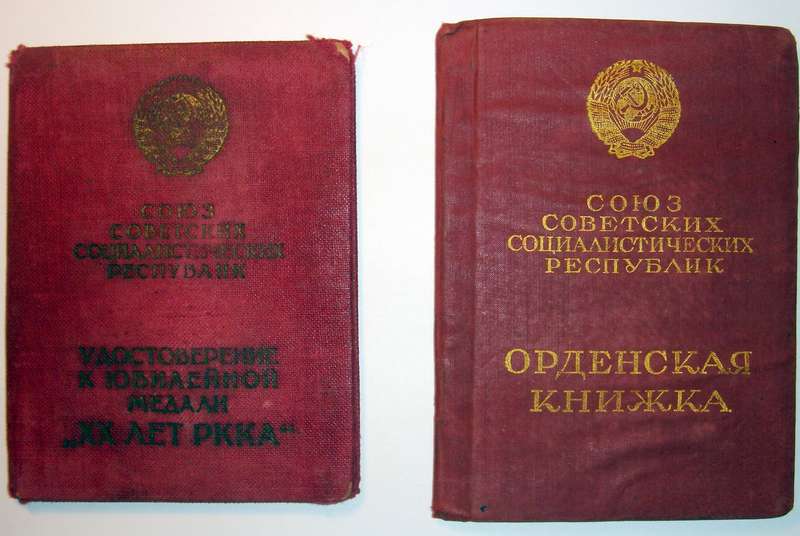 СОЮЗ
СОВЕТСКИХ
СОЦИАЛИСТИЧЕСКИХ
РЕСПУБЛИК
УДОСТОВЕРЕНИЕ
К ЮБИЛЕЙНОЙ
МЕДАЛИ
„XX ЛЕТ РККА“
СОЮЗ
СОВЕТСКИХ
СОЦИАЛИСТИЧЕСКИХ
РЕСПУБЛИК
ОРДЕНСКАЯ
КНИЖКА